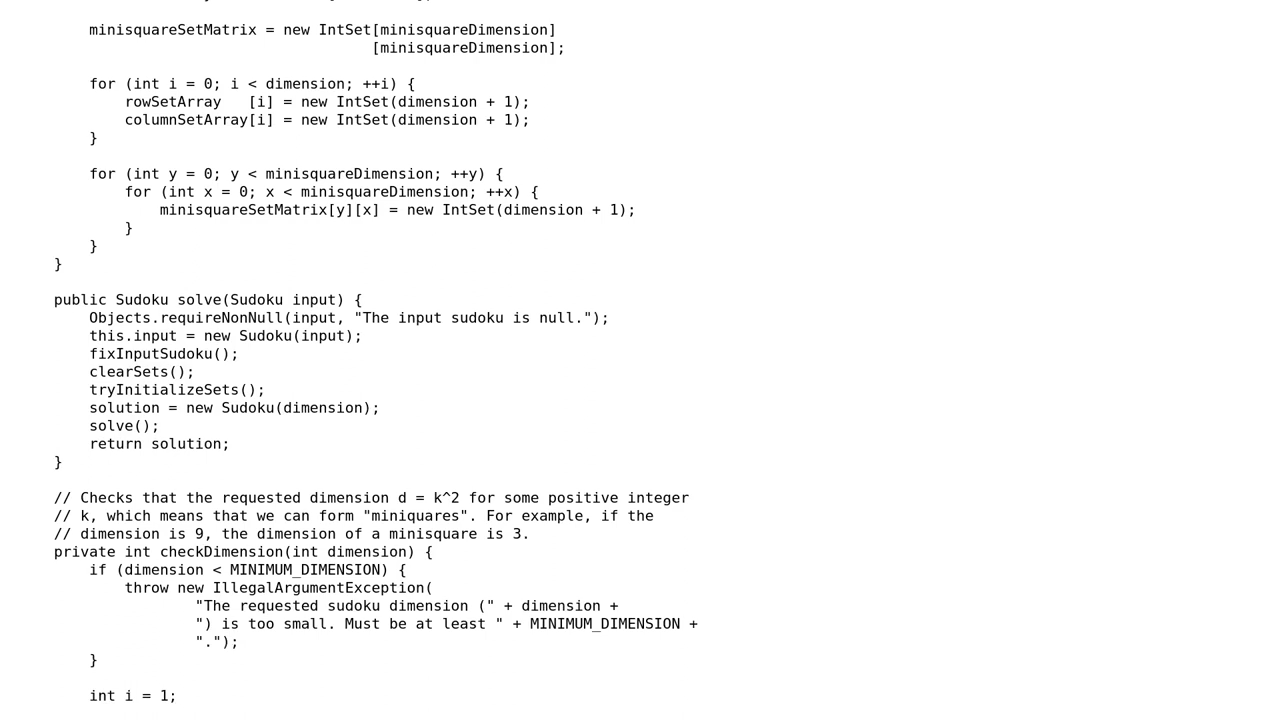 minisquareSetMatrix = new IntSet[minisquareDimension]
[minisquareDimension];
for (int i = 0; i < dimension; ++i) {
rowSetArray   [i] = new IntSet(dimension + 1);
columnSetArray[i] = new IntSet(dimension + 1);
}
for (int y = 0; y < minisquareDimension; ++y) {
for (int x = 0; x < minisquareDimension; ++x) {
minisquareSetMatrix[y][x] = new IntSet(dimension + 1);
}
}
}
public Sudoku solve(Sudoku input) {
Objects.requireNonNull(input, "The input sudoku is null.");
this.input = new Sudoku(input);
fixInputSudoku();
clearSets();
tryInitializeSets();
solution = new Sudoku(dimension);
solve();
return solution;
}
// Checks that the requested dimension d = k^2 for some positive integer
// k, which means that we can form "miniquares". For example, if the
// dimension is 9, the dimension of a minisquare is 3.
private int checkDimension(int dimension) {
if (dimension < MINIMUM_DIMENSION) {
throw new IllegalArgumentException(
"The requested sudoku dimension (" + dimension +
") is too small. Must be at least " + MINIMUM_DIMENSION +
".");
}
int i = 1;